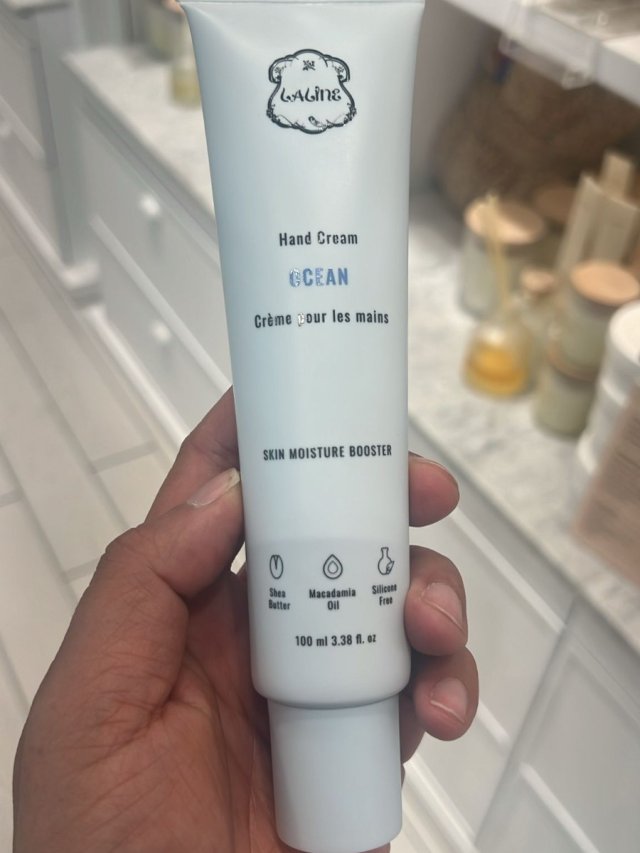 LALINE
Hand Cream
OCEAN
Crème pour les mains
SKIN MOISTURE BOOSTER
Shea Butter
Macadamia Oil
Silicone Free
100 ml 3.38 fl. oz